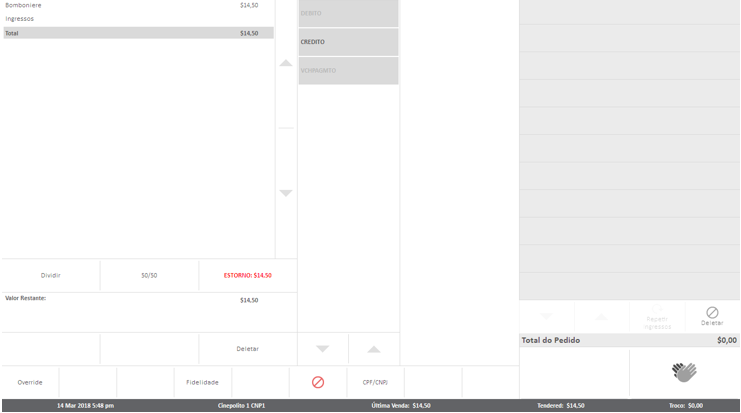 Bomboniere $14,50
Ingressos
Total $14,50
DEBITO
CREDITO
Dividir 50/50 ESTORNO: $14,50
Valor Restante: $14,50
Deletar
Repetir
Ingressos
Deletar
Total do Pedido $0,00
Override Fidelidade CPF/CNPJ
14 Mar 2018 5:48 pm Cinepolito 1 CNP1 Última Venda: $14,50 Tendered: $14,50 Troco: $0,00